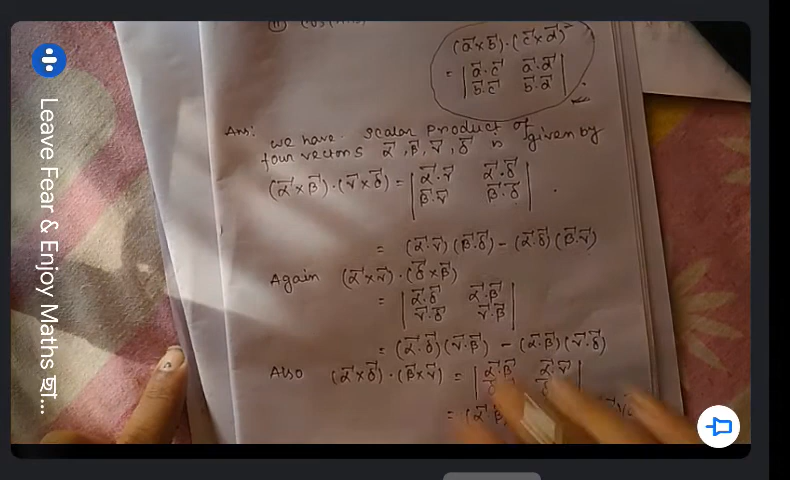 (a⃗×b⃗)·(c⃗×d⃗)
= | a⃗·c⃗ a⃗·d⃗ |
| b⃗·c⃗ b⃗·d⃗ |
Ans:
we have scalar product of
four vectors α⃗, β⃗, γ⃗, δ⃗ is given by
(α⃗×β⃗)·(γ⃗×δ⃗) = | α⃗·γ⃗ α⃗·δ⃗ |
| β⃗·γ⃗ β⃗·δ⃗ | .
= (α⃗·γ⃗)(β⃗·δ⃗) - (α⃗·δ⃗)(β⃗·γ⃗)
Again (α⃗×γ⃗)·(δ⃗×β⃗)
= | α⃗·δ⃗ α⃗·β⃗ |
| γ⃗·δ⃗ γ⃗·β⃗ |
= (α⃗·δ⃗)(γ⃗·β⃗) - (α⃗·β⃗)(γ⃗·δ⃗)
Also (α⃗×δ⃗)·(β⃗×γ⃗) = | α⃗·β⃗ α⃗·γ⃗ |
Leave Fear & Enjoy Maths ছা...